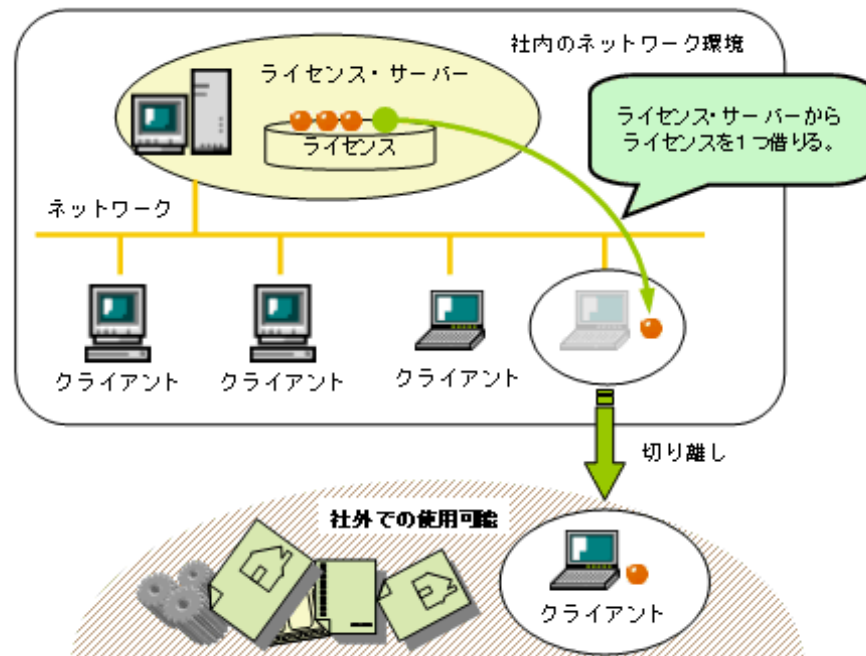 社内のネットワーク環境
ライセンス・サーバー
ライセンス・サーバーから
ライセンスを1つ借りる。
ライセンス
ネットワーク
クライアント
クライアント
クライアント
切り離し
社外での使用可能
クライアント